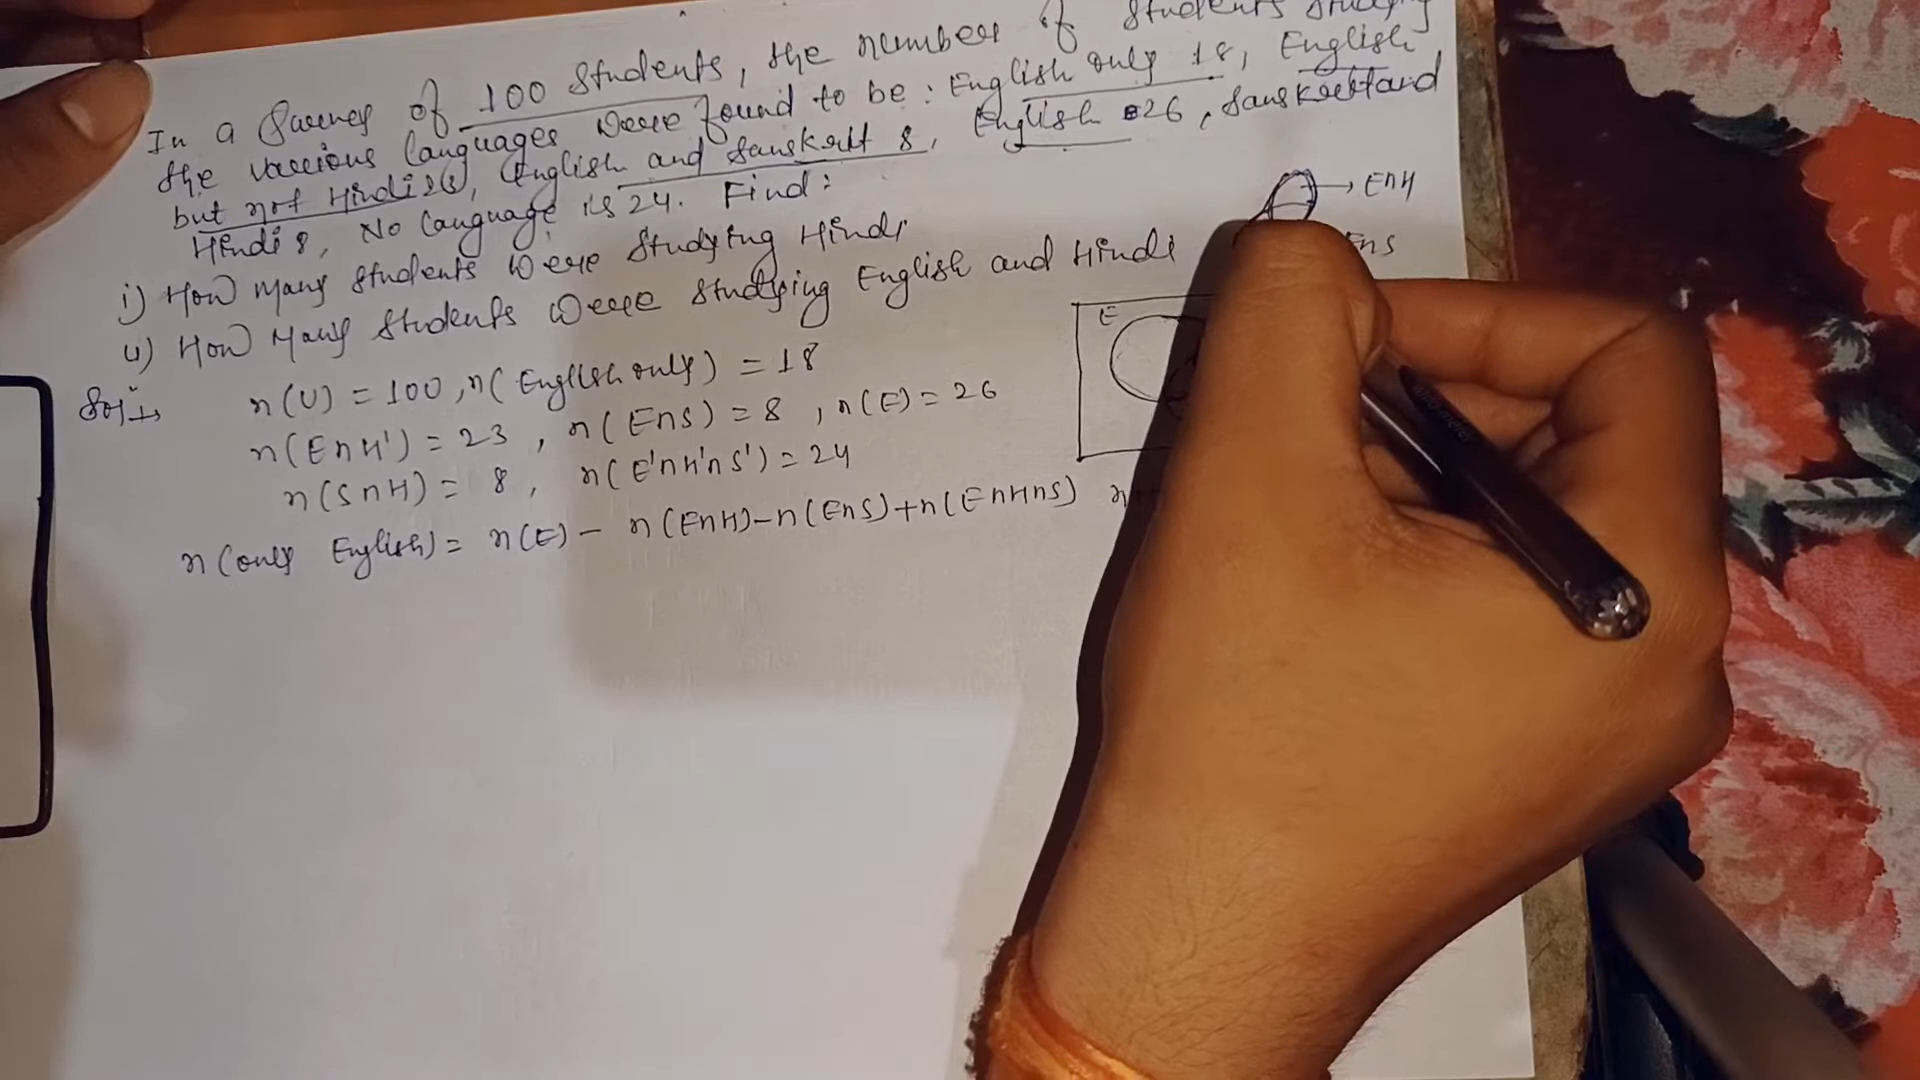 In a Survey of 100 Students, the number of Students Studying
the various languages were found to be: English only 18, English
but not Hindi 23, English and Sanskrit 8, English 26, Sanskrit and
Hindi 8, No language is 24. Find:
i) How many students were studying Hindi
ii) How many students were studying English and Hindi
Sol:→ n(U) = 100, n(English only) = 18
n(E∩H') = 23, n(E∩S) = 8, n(E) = 26
n(S∩H) = 8, n(E'∩H'∩S') = 24
n(only English) = n(E) - n(E∩H)-n(E∩S)+n(E∩H∩S) n
→ E∩H
E∩S
E